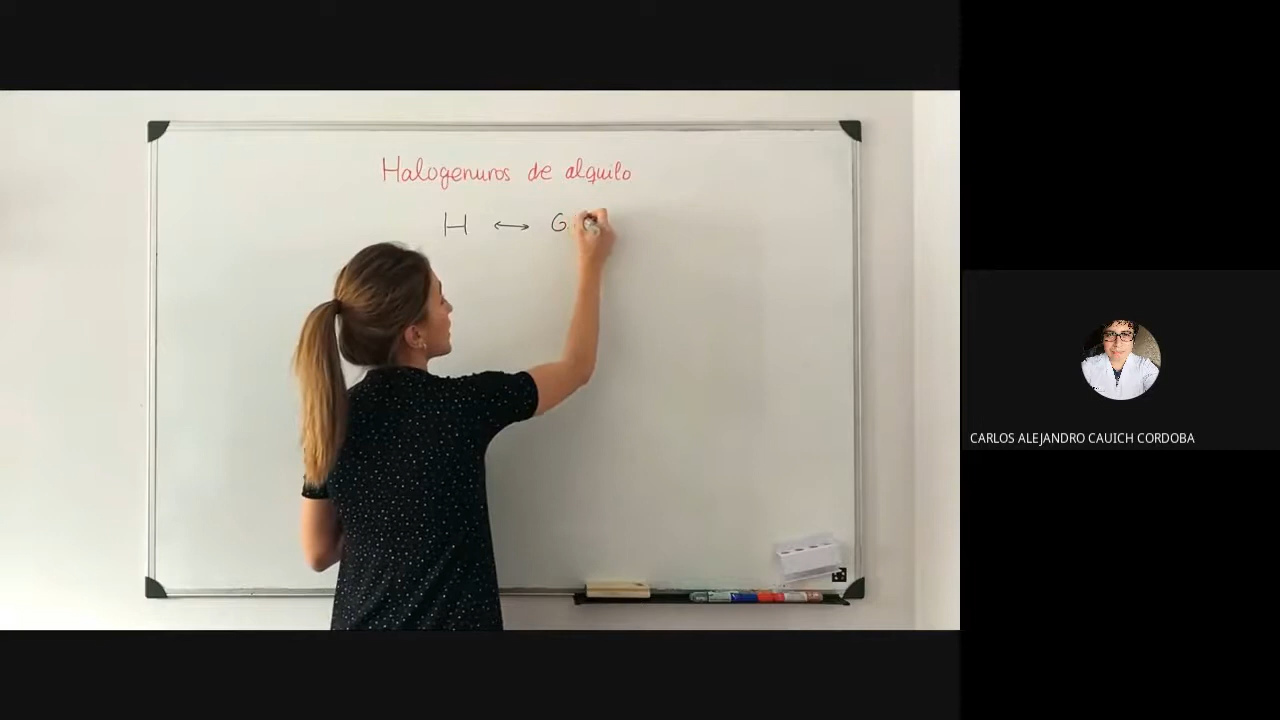 Halogenuros de alquilo
H ↔ G
CARLOS ALEJANDRO CAUICH CORDOBA